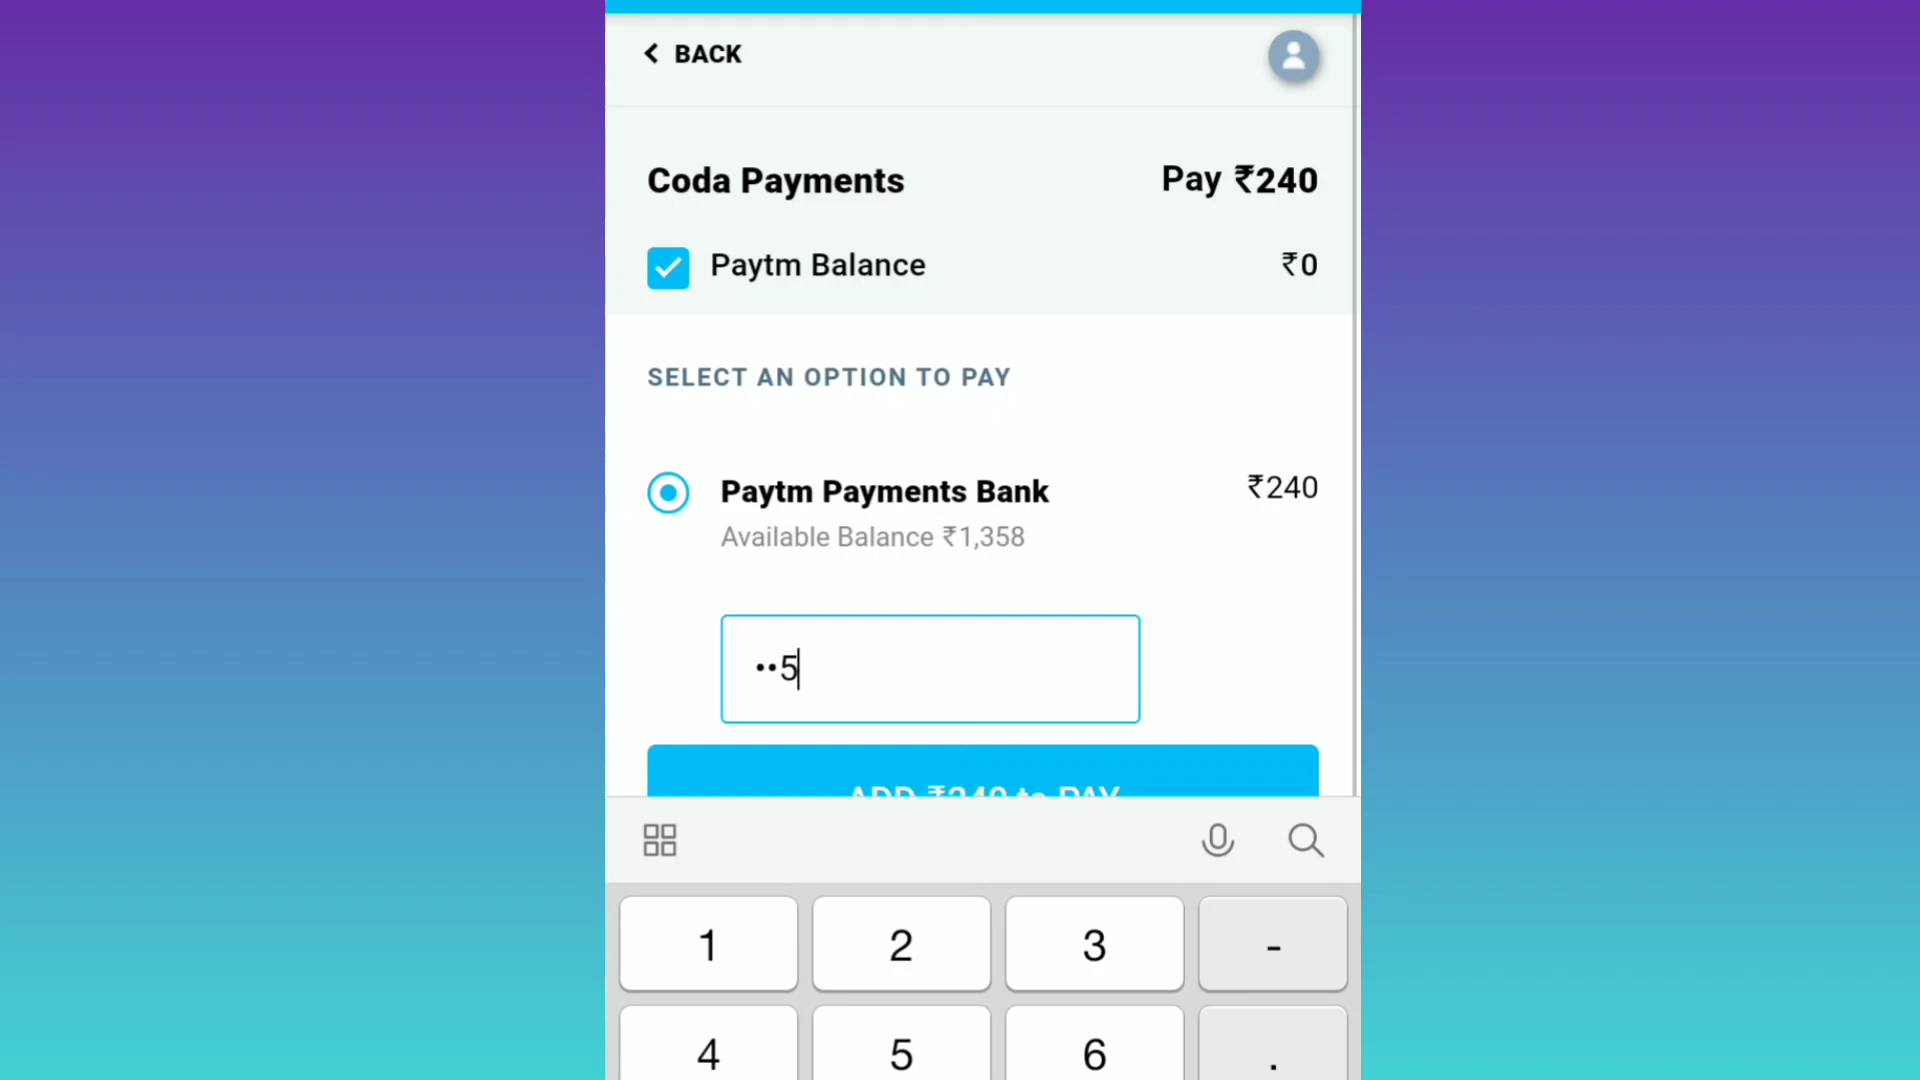 BACK
Coda Payments Pay ₹240
Paytm Balance ₹0
SELECT AN OPTION TO PAY
Paytm Payments Bank ₹240
Available Balance ₹1,358
••5
ADD ₹240 to PAY
1 2 3 -
4 5 6 .